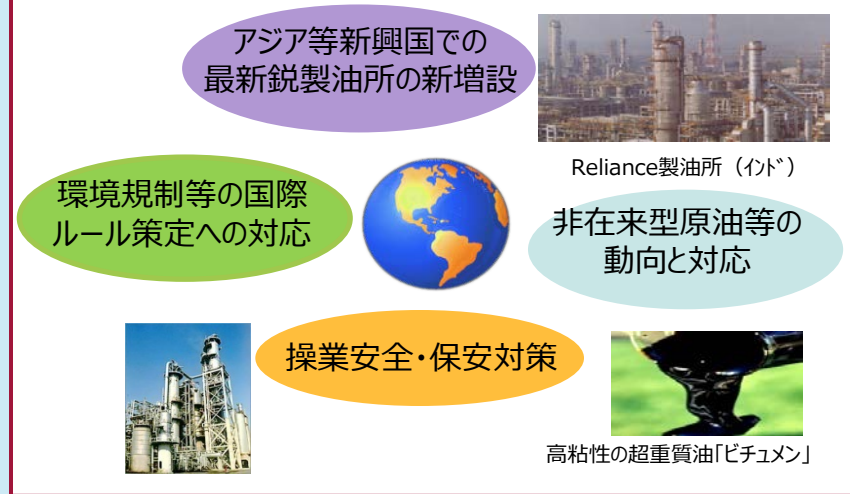 アジア等新興国での
最新鋭製油所の新増設
Reliance製油所（インド）
環境規制等の国際
ルール策定への対応
非在来型原油等の
動向と対応
操業安全・保安対策
高粘性の超重質油「ビチュメン」